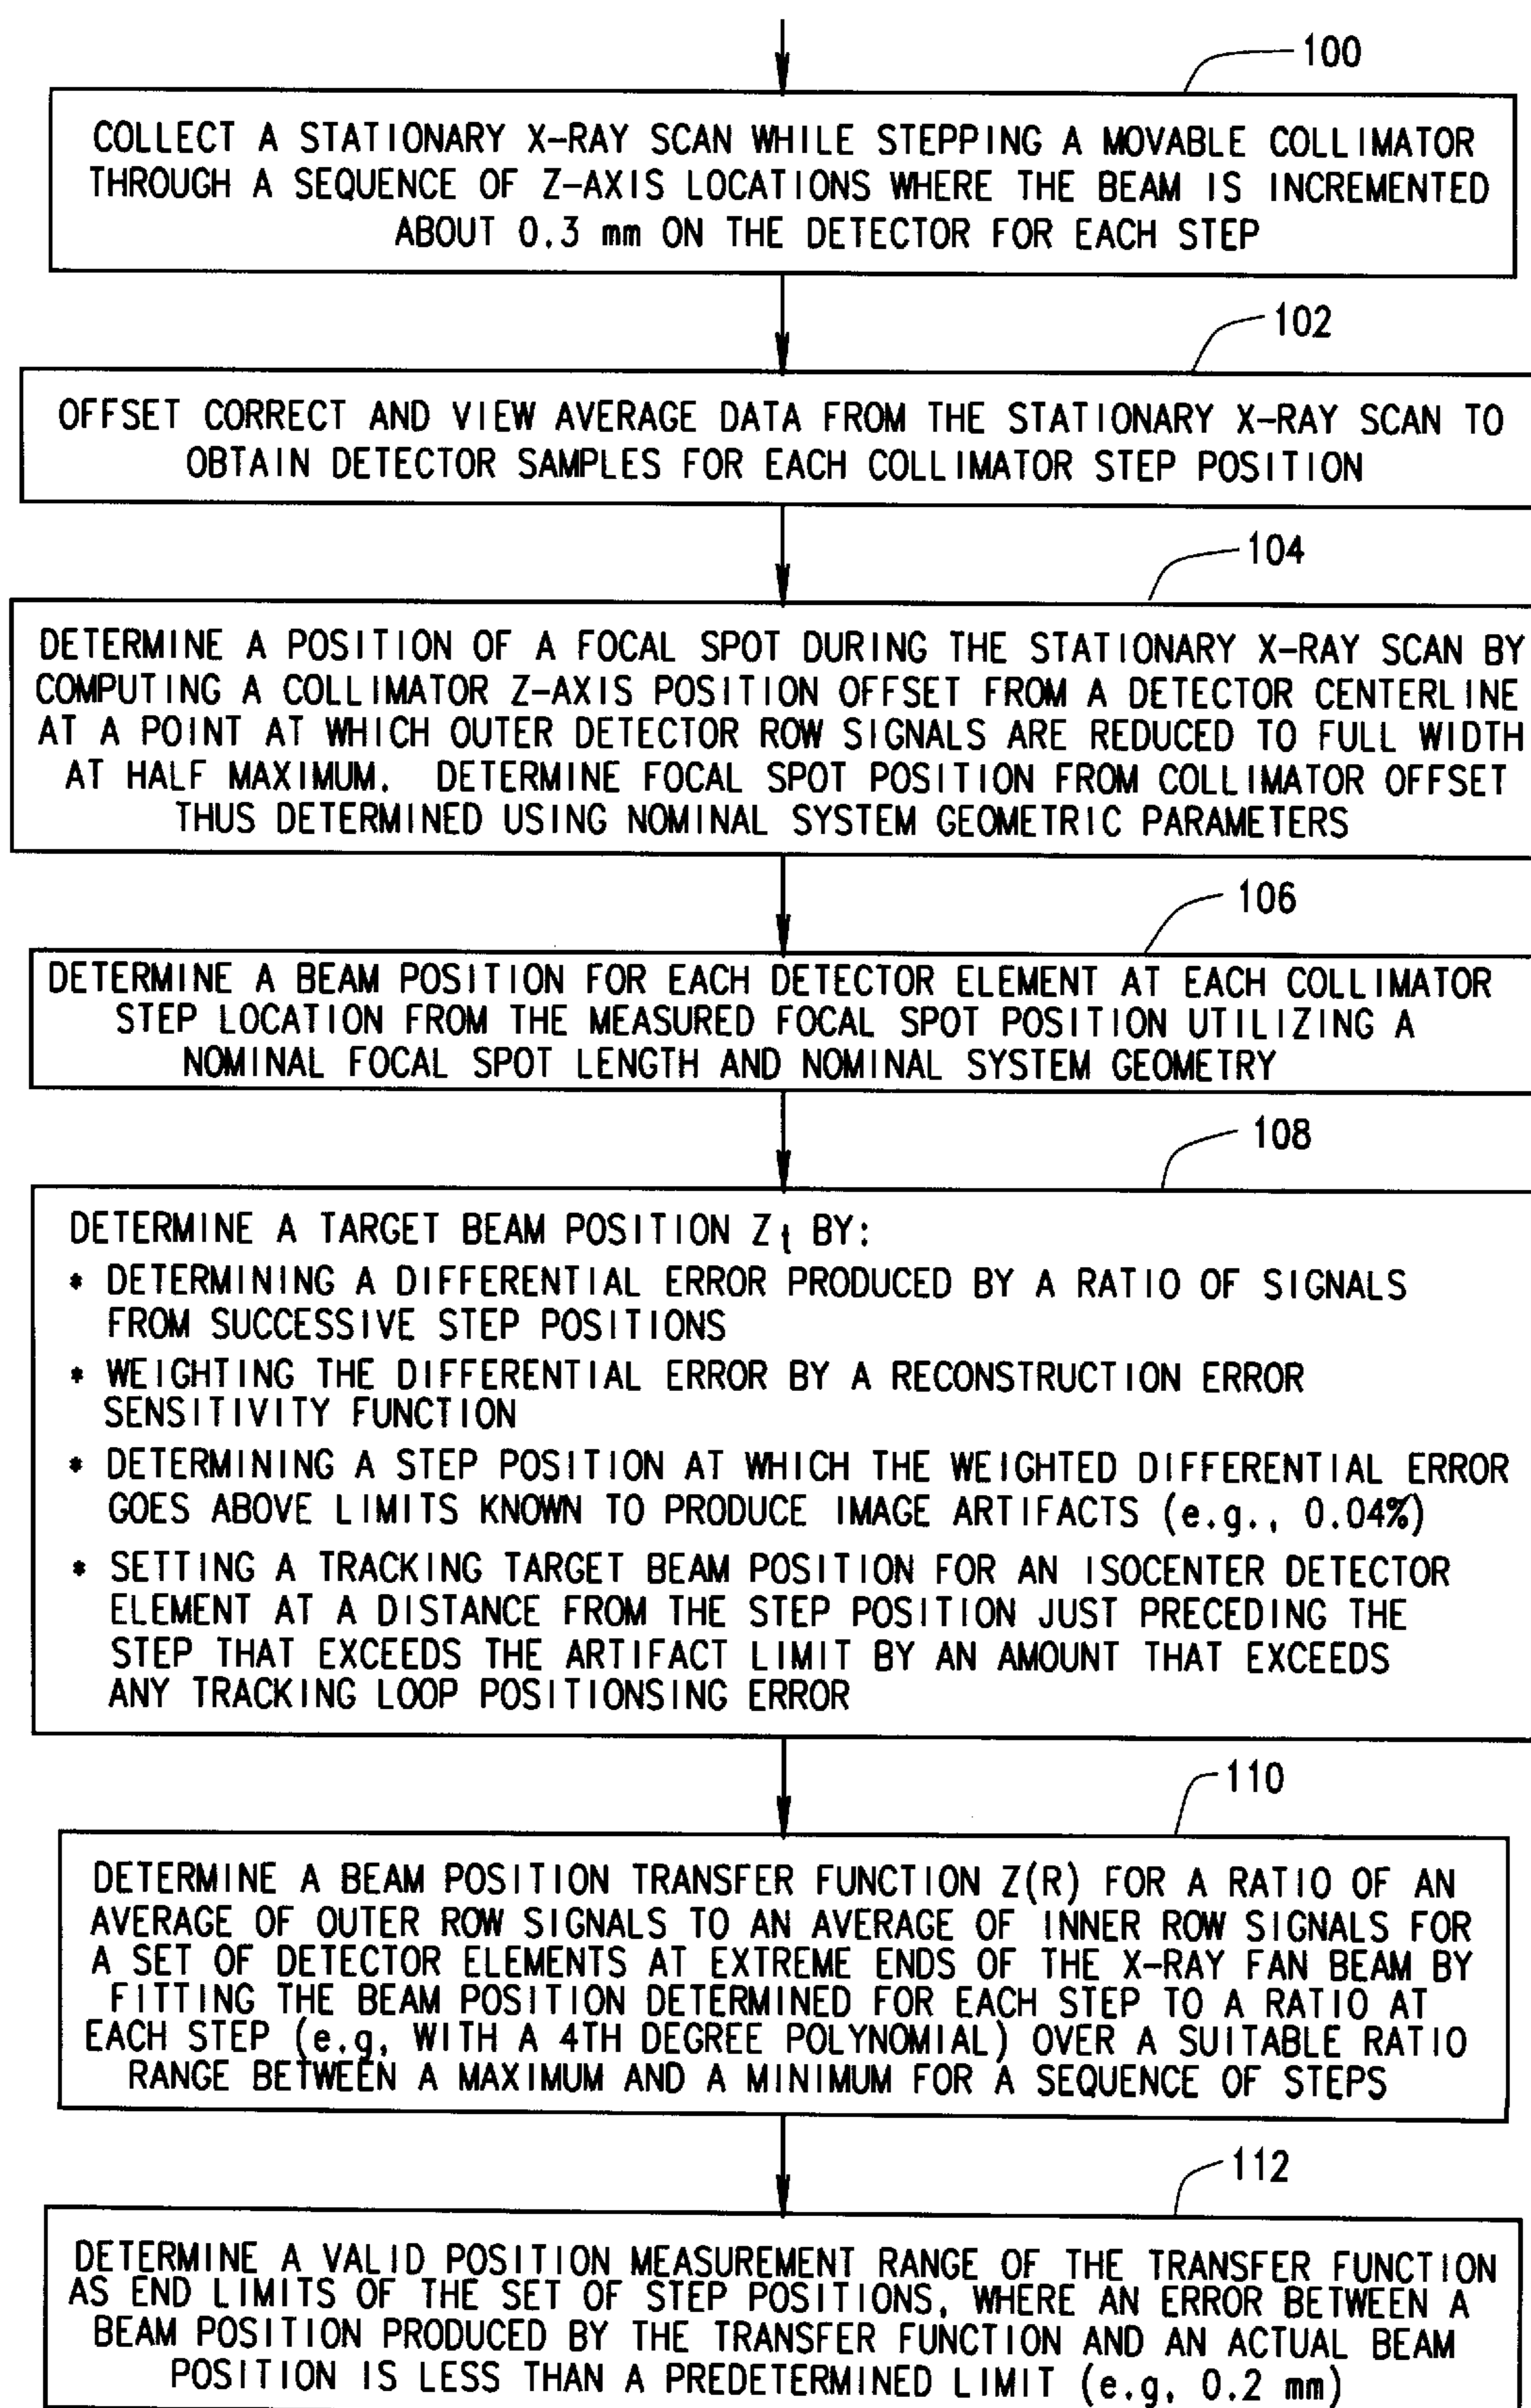 100
COLLECT A STATIONARY X-RAY SCAN WHILE STEPPING A MOVABLE COLLIMATOR
THROUGH A SEQUENCE OF Z-AXIS LOCATIONS WHERE THE BEAM IS INCREMENTED
ABOUT 0.3 mm ON THE DETECTOR FOR EACH STEP
102
OFFSET CORRECT AND VIEW AVERAGE DATA FROM THE STATIONARY X-RAY SCAN TO
OBTAIN DETECTOR SAMPLES FOR EACH COLLIMATOR STEP POSITION
104
DETERMINE A POSITION OF A FOCAL SPOT DURING THE STATIONARY X-RAY SCAN BY
COMPUTING A COLLIMATOR Z-AXIS POSITION OFFSET FROM A DETECTOR CENTERLINE
AT A POINT AT WHICH OUTER DETECTOR ROW SIGNALS ARE REDUCED TO FULL WIDTH
AT HALF MAXIMUM. DETERMINE FOCAL SPOT POSITION FROM COLLIMATOR OFFSET
THUS DETERMINED USING NOMINAL SYSTEM GEOMETRIC PARAMETERS
106
DETERMINE A BEAM POSITION FOR EACH DETECTOR ELEMENT AT EACH COLLIMATOR
STEP LOCATION FROM THE MEASURED FOCAL SPOT POSITION UTILIZING A
NOMINAL FOCAL SPOT LENGTH AND NOMINAL SYSTEM GEOMETRY
108
DETERMINE A TARGET BEAM POSITION Zt BY:
* DETERMINING A DIFFERENTIAL ERROR PRODUCED BY A RATIO OF SIGNALS
FROM SUCCESSIVE STEP POSITIONS
* WEIGHTING THE DIFFERENTIAL ERROR BY A RECONSTRUCTION ERROR
SENSITIVITY FUNCTION
* DETERMINING A STEP POSITION AT WHICH THE WEIGHTED DIFFERENTIAL ERROR
GOES ABOVE LIMITS KNOWN TO PRODUCE IMAGE ARTIFACTS (e.g., 0.04%)
* SETTING A TRACKING TARGET BEAM POSITION FOR AN ISOCENTER DETECTOR
ELEMENT AT A DISTANCE FROM THE STEP POSITION JUST PRECEDING THE
STEP THAT EXCEEDS THE ARTIFACT LIMIT BY AN AMOUNT THAT EXCEEDS
ANY TRACKING LOOP POSITIONSING ERROR
110
DETERMINE A BEAM POSITION TRANSFER FUNCTION Z(R) FOR A RATIO OF AN
AVERAGE OF OUTER ROW SIGNALS TO AN AVERAGE OF INNER ROW SIGNALS FOR
A SET OF DETECTOR ELEMENTS AT EXTREME ENDS OF THE X-RAY FAN BEAM BY
FITTING THE BEAM POSITION DETERMINED FOR EACH STEP TO A RATIO AT
EACH STEP (e.g. WITH A 4TH DEGREE POLYNOMIAL) OVER A SUITABLE RATIO
RANGE BETWEEN A MAXIMUM AND A MINIMUM FOR A SEQUENCE OF STEPS
112
DETERMINE A VALID POSITION MEASUREMENT RANGE OF THE TRANSFER FUNCTION
AS END LIMITS OF THE SET OF STEP POSITIONS, WHERE AN ERROR BETWEEN A
BEAM POSITION PRODUCED BY THE TRANSFER FUNCTION AND AN ACTUAL BEAM
POSITION IS LESS THAN A PREDETERMINED LIMIT (e.g. 0.2 mm)